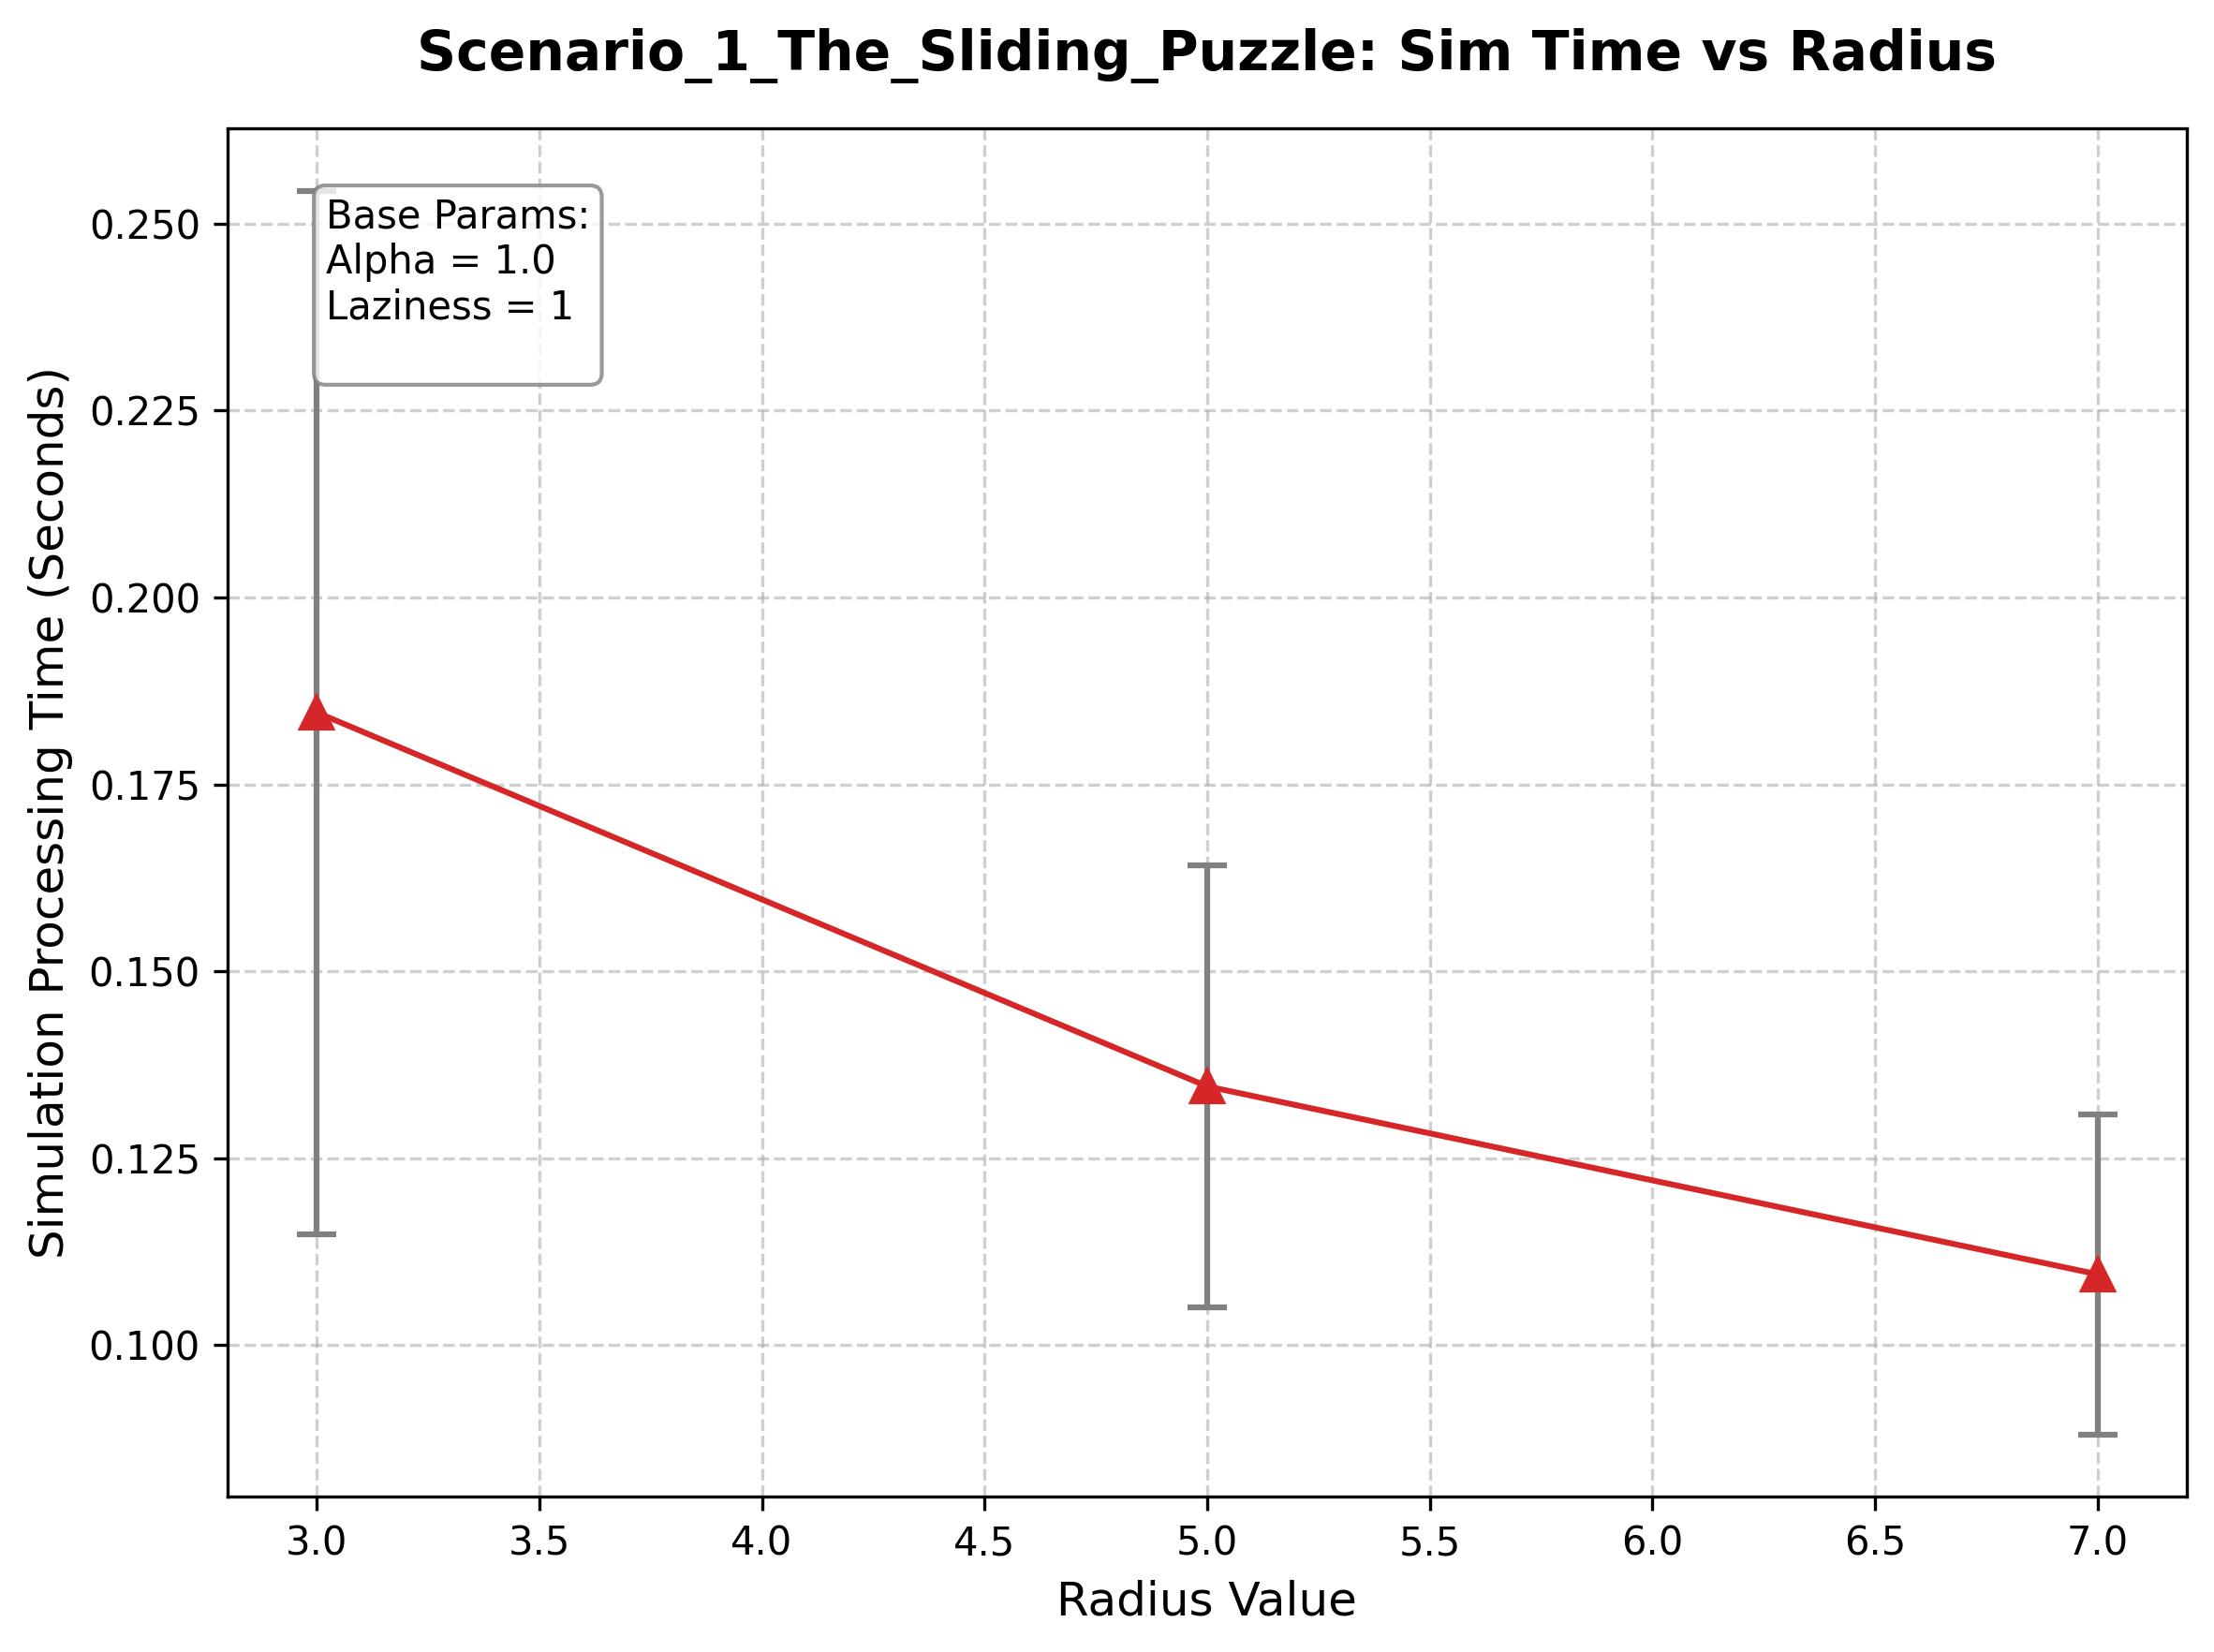 Scenario_1_The_Sliding_Puzzle: Sim Time vs Radius
Simulation Processing Time (Seconds)
0.250
0.225
0.200
0.175
0.150
0.125
0.100
Base Params:
Alpha = 1.0
Laziness = 1
3.0 3.5 4.0 4.5 5.0 5.5 6.0 6.5 7.0
Radius Value